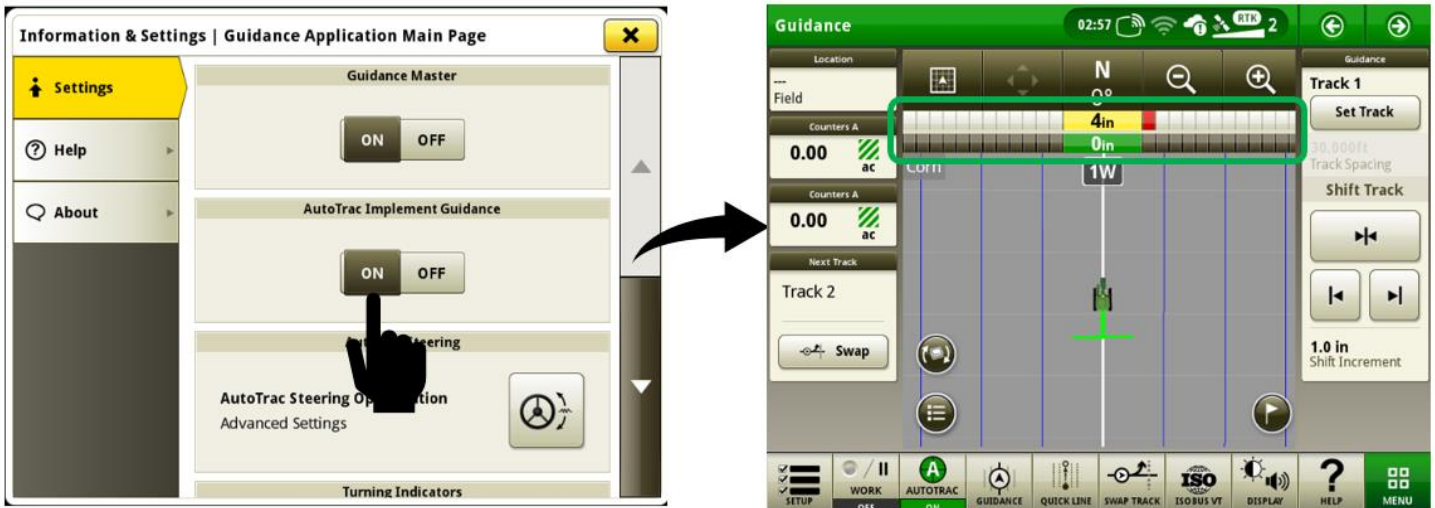 Information & Settings | Guidance Application Main Page
Settings
Help
About
Guidance Master
ON OFF
AutoTrac Implement Guidance
ON OFF
AutoTrac Steering
Advanced Settings
Turning Indicators
Guidance
02:57
RTK
2
Location
---
Field
Counters A
0.00
ac
Counters A
0.00
ac
Next Track
Track 2
Swap
N
0°
4in
0in
1W
Corn
Guidance
Track 1
Set Track
30.000ft
Track Spacing
Shift Track
1.0 in
Shift Increment
SETUP
WORK
OFF
A
AUTOTRAC
ON
GUIDANCE
QUICK LINE
SWAP TRACK
ISO
ISOBUS VT
DISPLAY
?
HELP
MENU